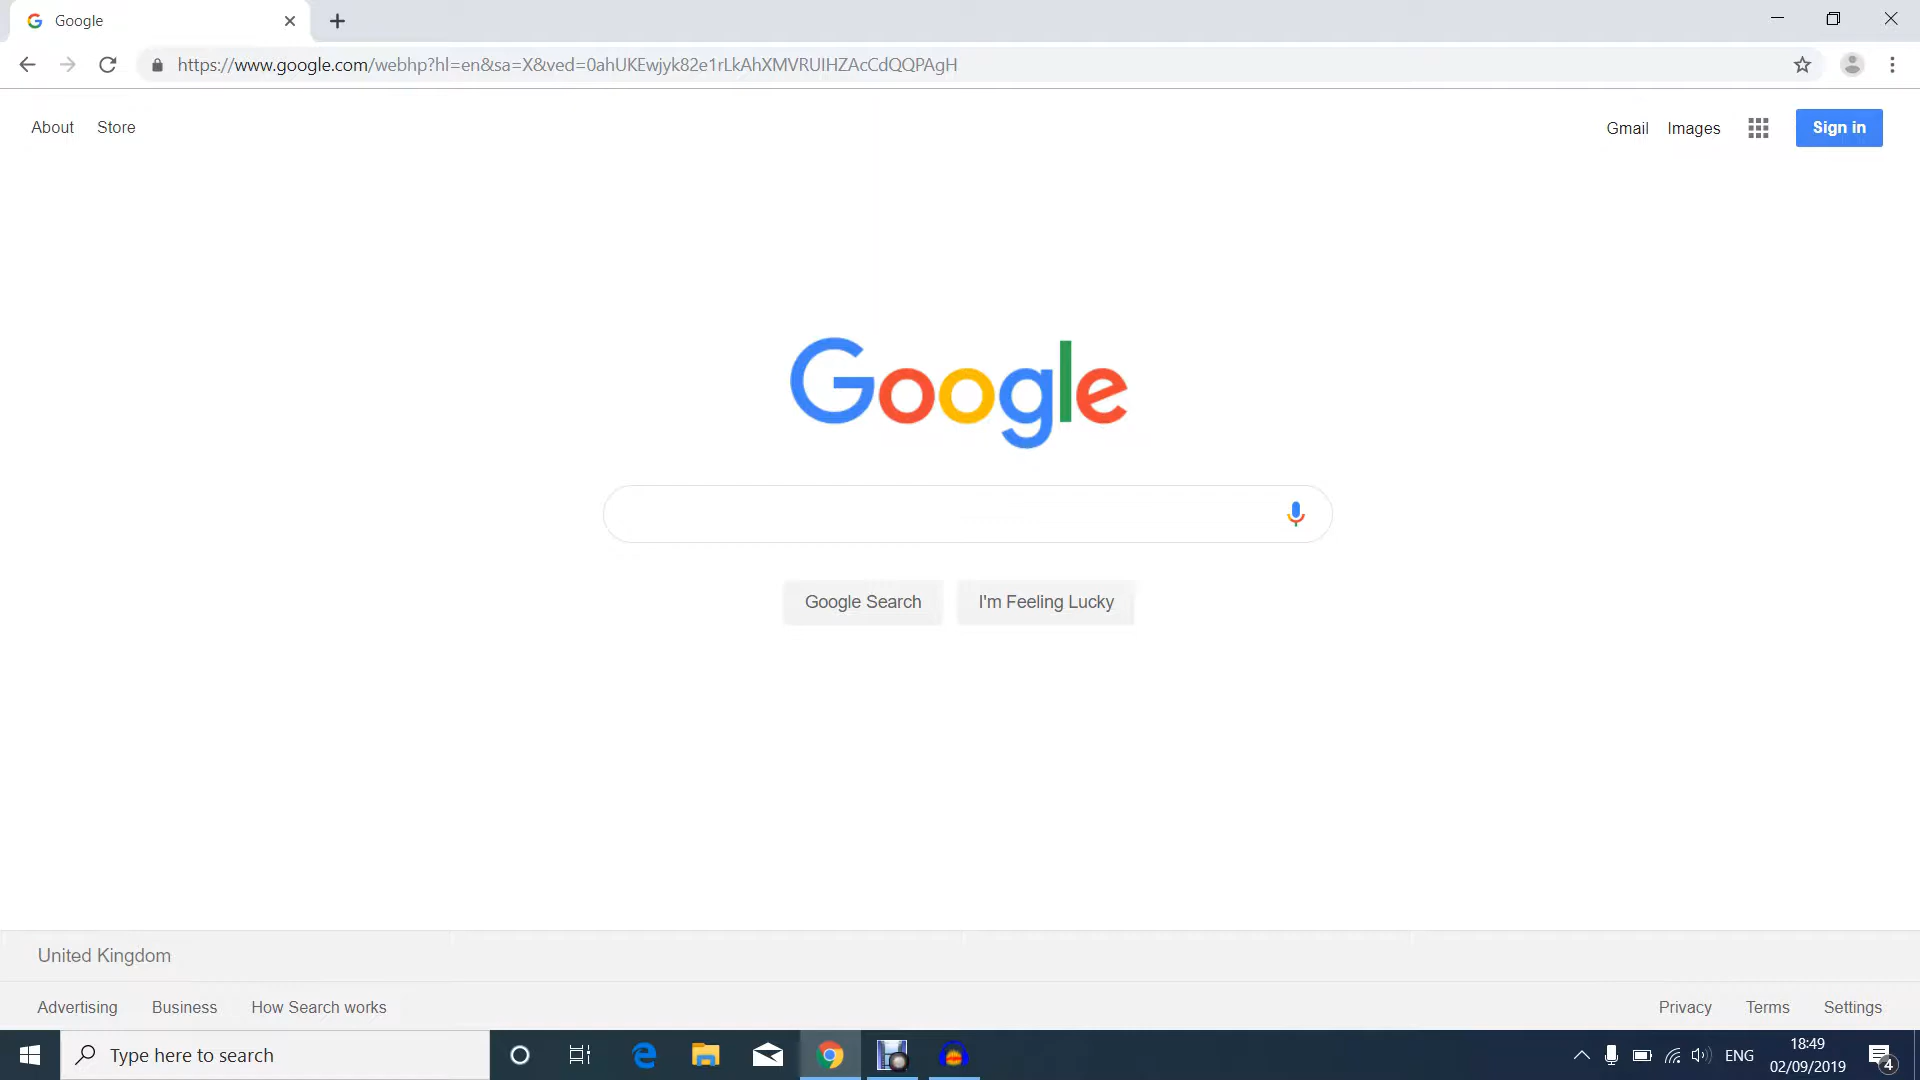 Google
https://www.google.com/webhp?hl=en&sa=X&ved=0ahUKEwjyk82e1rLkAhXMVRUIHZAcCdQQPAgH
About Store
Gmail Images Sign in
Google
Google Search I'm Feeling Lucky
United Kingdom
Advertising Business How Search works
Privacy Terms Settings
Type here to search
ENG
18:49
02/09/2019
4